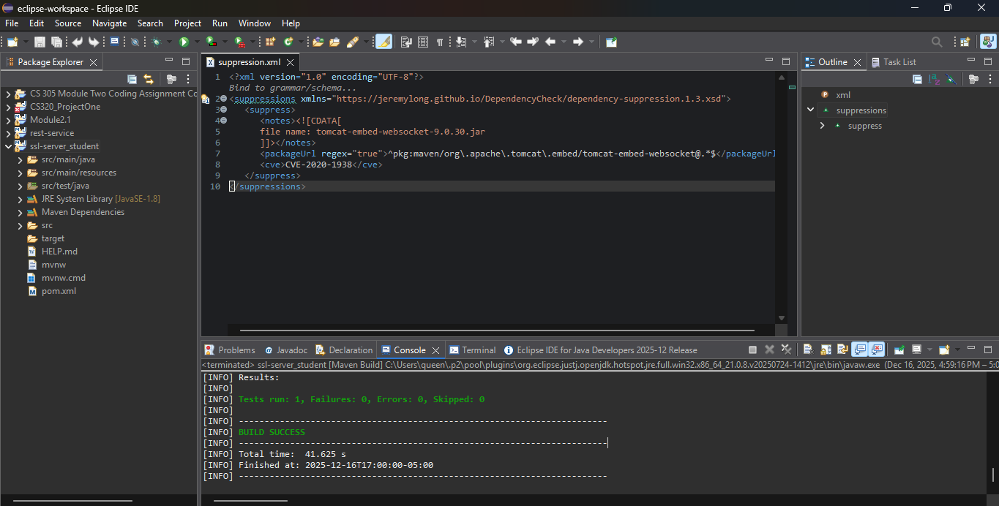 eclipse-workspace - Eclipse IDE
File Edit Source Navigate Search Project Run Window Help
Package Explorer
CS 305 Module Two Coding Assignment Co
CS320_ProjectOne
Module2.1
rest-service
ssl-server_student
src/main/java
src/main/resources
src/test/java
JRE System Library [JavaSE-1.8]
Maven Dependencies
src
target
HELP.md
mvnw
mvnw.cmd
pom.xml
suppression.xml
1 <?xml version="1.0" encoding="UTF-8"?>
Bind to grammar/schema...
2 <suppressions xmlns="https://jeremylong.github.io/DependencyCheck/dependency-suppression.1.3.xsd">
3 <suppress>
4 <notes><![CDATA[
5 file name: tomcat-embed-websocket-9.0.30.jar
6 ]]></notes>
7 <packageUrl regex="true">^pkg:maven/org\.apache\.tomcat\.embed/tomcat-embed-websocket@.*$</packageUrl
8 <cve>CVE-2020-1938</cve>
9 </suppress>
10 </suppressions>
Outline Task List
xml
suppressions
suppress
Problems Javadoc Declaration Console Terminal Eclipse IDE for Java Developers 2025-12 Release
<terminated> ssl-server_student [Maven Build] C:\Users\queen\.p2\pool\plugins\org.eclipse.justj.openjdk.hotspot.jre.full.win32.x86_64_21.0.8.v20250724-1412\jre\bin\javaw.exe (Dec 16, 2025, 4:59:16 PM – 5:0
[INFO] Results:
[INFO]
[INFO] Tests run: 1, Failures: 0, Errors: 0, Skipped: 0
[INFO]
[INFO] ------------------------------------------------------------------------
[INFO] BUILD SUCCESS
[INFO] ------------------------------------------------------------------------
[INFO] Total time:  41.625 s
[INFO] Finished at: 2025-12-16T17:00:00-05:00
[INFO] ------------------------------------------------------------------------